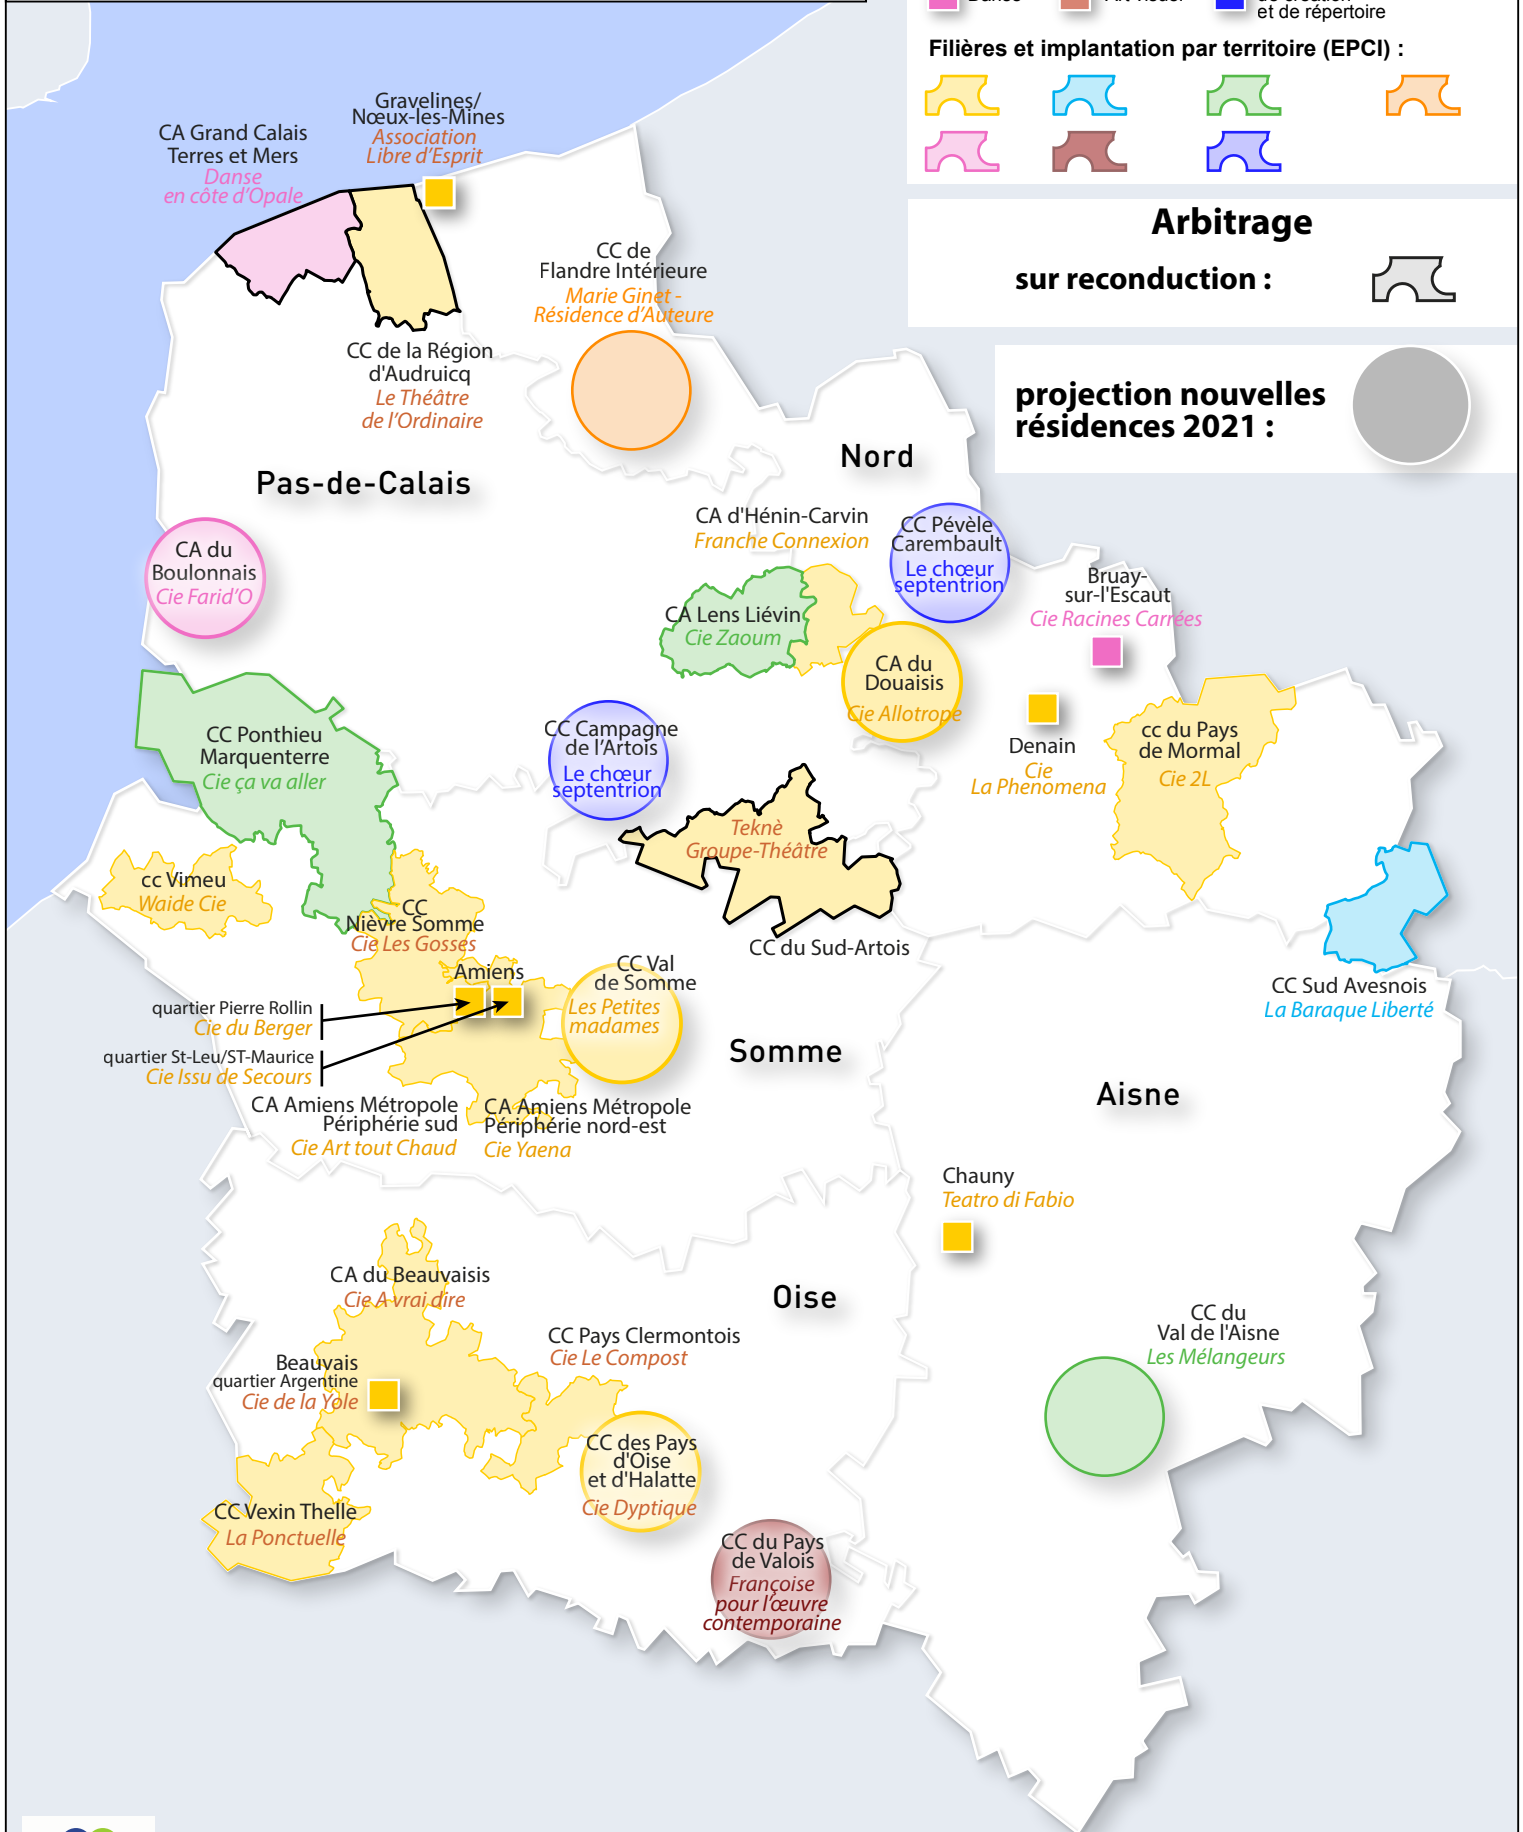 Danse
Art visuel
de création
et de répertoire
Filières et implantation par territoire (EPCI) :
Arbitrage
sur reconduction :
projection nouvelles
résidences 2021 :
Gravelines/
Nœux-les-Mines
Association
Libre d'Esprit
CA Grand Calais
Terres et Mers
Danse
en côte d'Opale
CC de
Flandre Intérieure
Marie Ginet -
Résidence d'Auteure
CC de la Région
d'Audruicq
Le Théâtre
de l'Ordinaire
Nord
Pas-de-Calais
CA d'Hénin-Carvin
Franche Connexion
CC Pévèle
Carembault
Le chœur
septentrion
CA du
Boulonnais
Cie Farid'O
Bruay-
sur-l'Escaut
Cie Racines Carrées
CA Lens Liévin
Cie Zaoum
CA du
Douaisis
Cie Allotrope
CC Ponthieu
Marquenterre
Cie ça va aller
CC Campagne
de l'Artois
Le chœur
septentrion
Denain
Cie
La Phenomena
cc du Pays
de Mormal
Cie 2L
Teknè
Groupe-Théâtre
CC du Sud-Artois
cc Vimeu
Waide Cie
CC
Nièvre Somme
Cie Les Gosses
Amiens
CC Val
de Somme
Les Petites
madames
CC Sud Avesnois
La Baraque Liberté
quartier Pierre Rollin
Cie du Berger
quartier St-Leu/ST-Maurice
Cie Issu de Secours
Somme
Aisne
CA Amiens Métropole
Périphérie sud
Cie Art tout Chaud
CA Amiens Métropole
Périphérie nord-est
Cie Yaena
Chauny
Teatro di Fabio
CA du Beauvaisis
Cie A vrai dire
Oise
CC du
Val de l'Aisne
Les Mélangeurs
CC Pays Clermontois
Cie Le Compost
Beauvais
quartier Argentine
Cie de la Yole
CC des Pays
d'Oise
et d'Halatte
Cie Dyptique
CC Vexin Thelle
La Ponctuelle
CC du Pays
de Valois
Françoise
pour l'œuvre
contemporaine